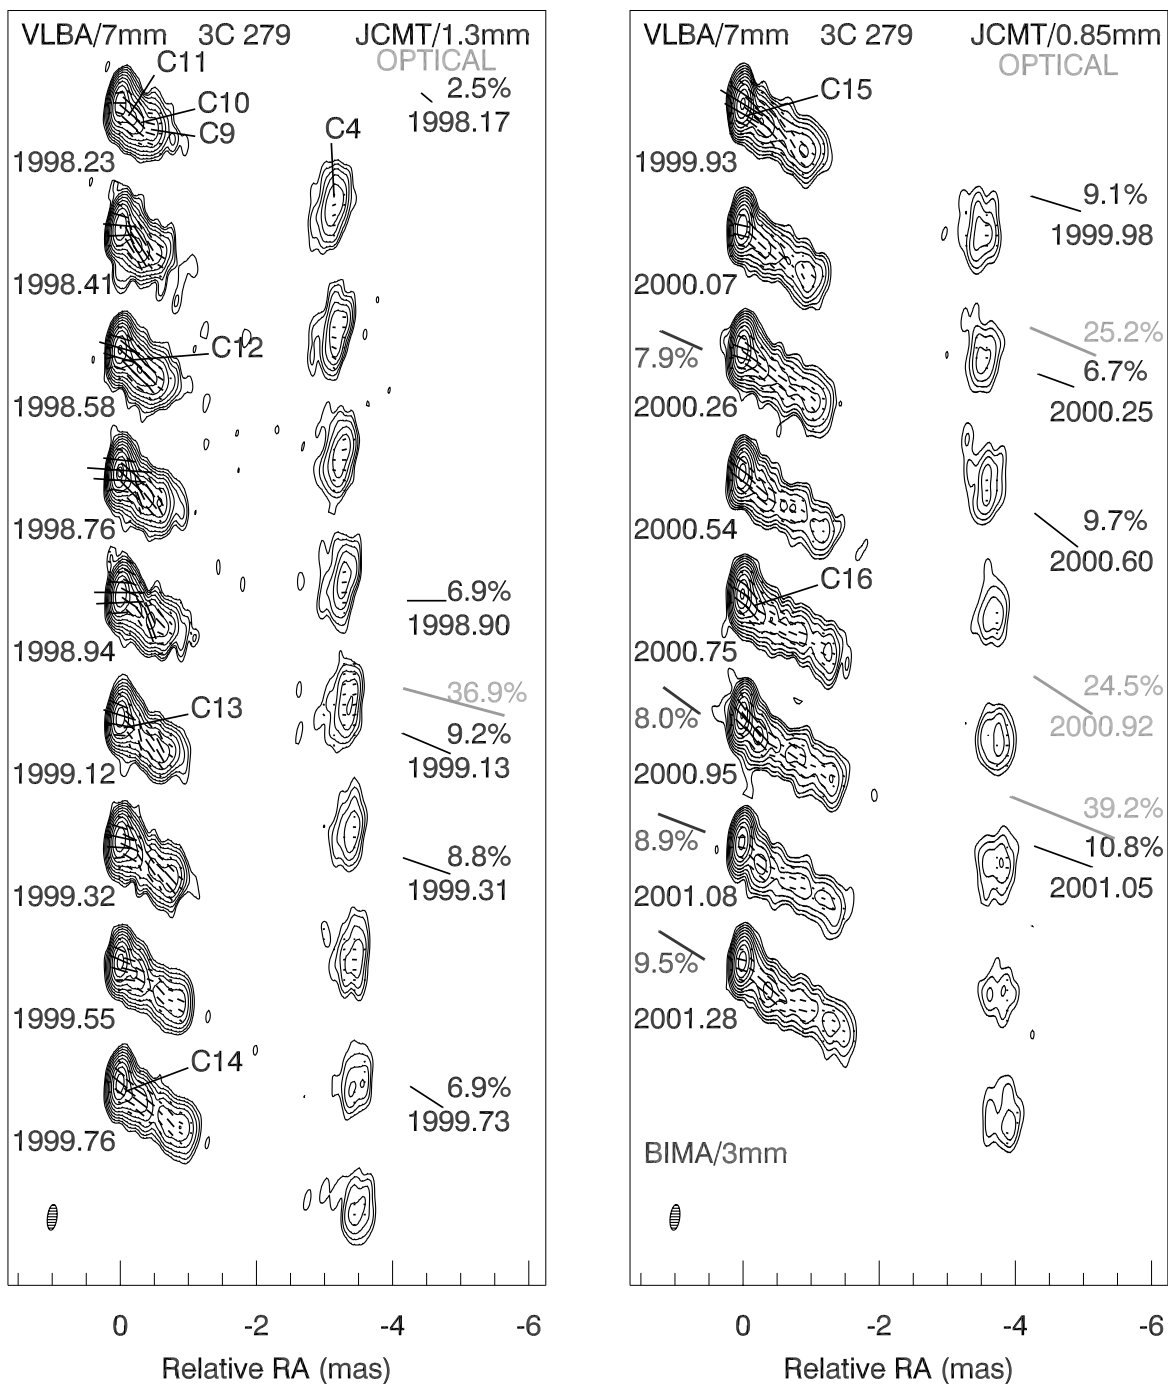 VLBA/7mm 3C 279 JCMT/1.3mm
OPTICAL
C11
2.5%
C10
1998.17
C9
C4
1998.23
1998.41
C12
1998.58
1998.76
6.9%
1998.90
1998.94
36.9%
C13
9.2%
1999.13
1999.12
8.8%
1999.31
1999.32
1999.55
C14
6.9%
1999.73
1999.76
0 -2 -4 -6
Relative RA (mas)
VLBA/7mm 3C 279 JCMT/0.85mm
OPTICAL
C15
1999.93
9.1%
1999.98
2000.07
25.2%
7.9%
6.7%
2000.26
2000.25
9.7%
2000.54
2000.60
C16
2000.75
24.5%
8.0%
2000.92
2000.95
39.2%
8.9%
10.8%
2001.08
2001.05
9.5%
2001.28
BIMA/3mm
0 -2 -4 -6
Relative RA (mas)